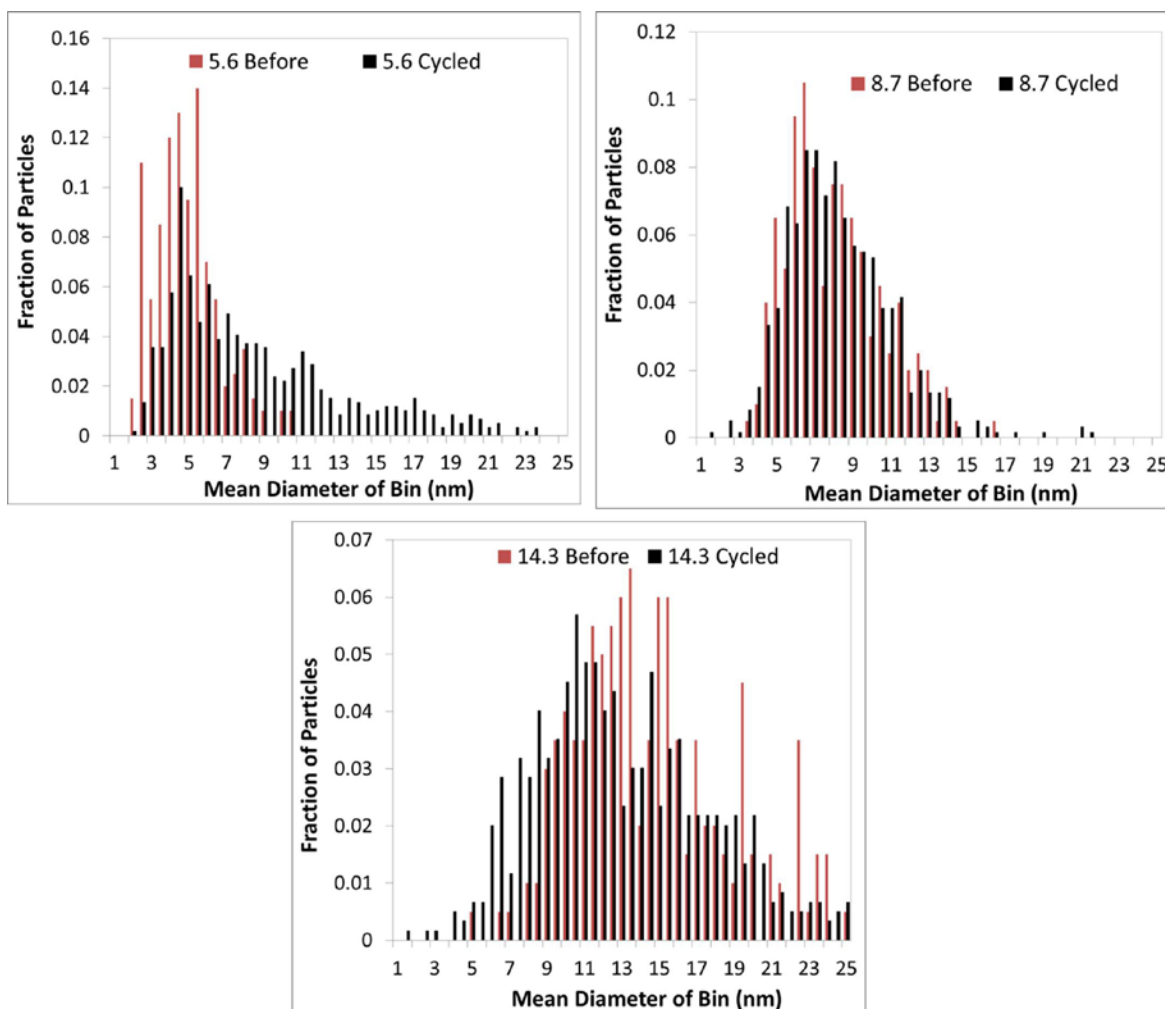 5.6 Before 5.6 Cycled
Fraction of Particles
0.16
0.14
0.12
0.1
0.08
0.06
0.04
0.02
0
1 3 5 7 9 11 13 15 17 19 21 23 25
Mean Diameter of Bin (nm)
8.7 Before 8.7 Cycled
Fraction of Particles
0.12
0.1
0.08
0.06
0.04
0.02
0
1 3 5 7 9 11 13 15 17 19 21 23 25
Mean Diameter of Bin (nm)
14.3 Before 14.3 Cycled
Fraction of Particles
0.07
0.06
0.05
0.04
0.03
0.02
0.01
0
1 3 5 7 9 11 13 15 17 19 21 23 25
Mean Diameter of Bin (nm)